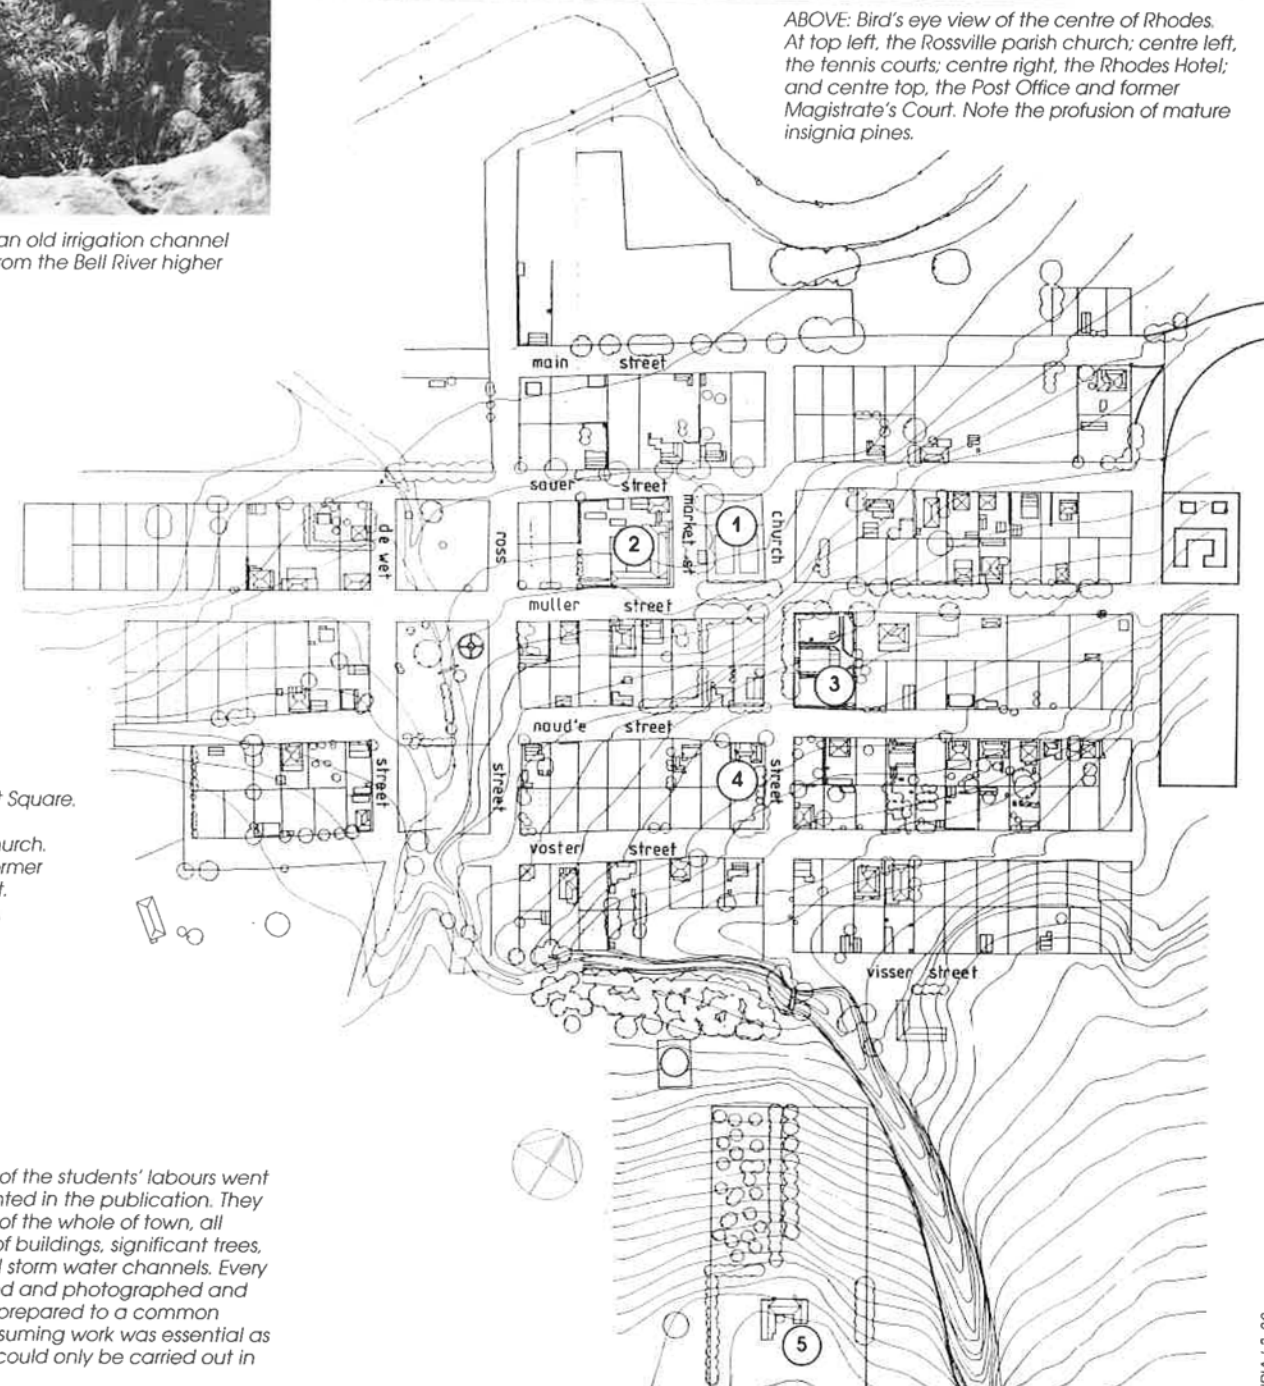 ABOVE: Bird's eye view of the centre of Rhodes.
At top left, the Rossville parish church; centre left,
the tennis courts; centre right, the Rhodes Hotel;
and centre top, the Post Office and former
Magistrate's Court. Note the profusion of mature
insignia pines.
an old irrigation channel
om the Bell River higher
main street
sauer street
market st
church
1
2
de wet
ross
muller street
3
naud'e street
4
street
street
street
t Square.
urch.
rmer
t.
voster street
visser street
of the students' labours went
nted in the publication. They
of the whole of town, all
of buildings, significant trees,
d storm water channels. Every
d and photographed and
prepared to a common
suming work was essential as
could only be carried out in
5